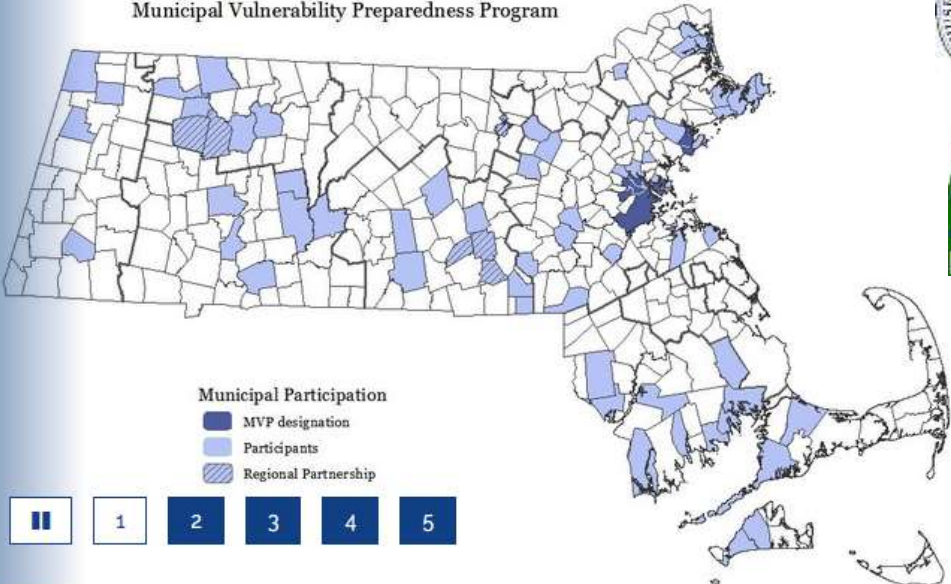 Municipal Vulnerability Preparedness Program
Municipal Participation
MVP designation
Participants
Regional Partnership
1
2
3
4
5